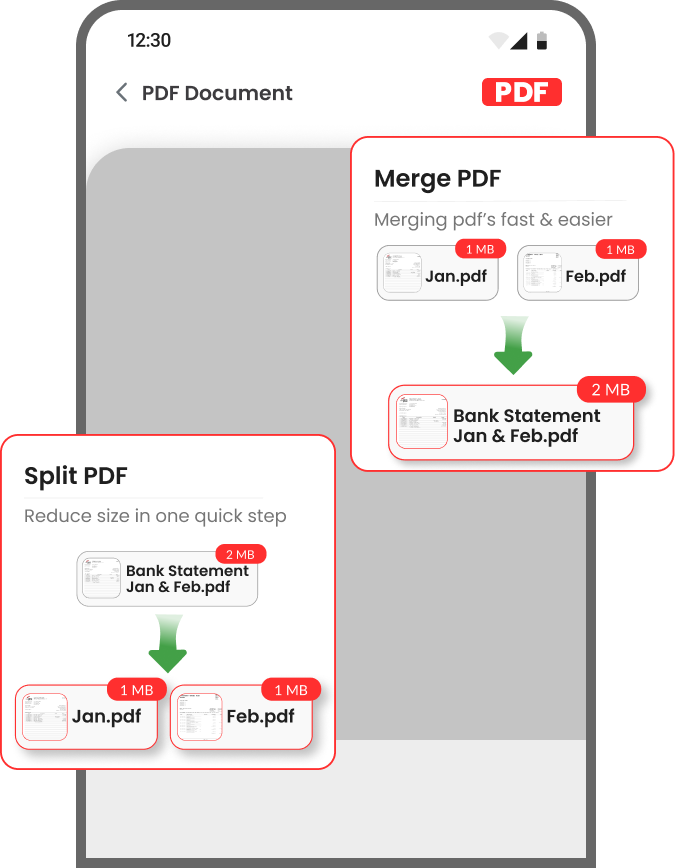 12:30
PDF Document
PDF
Merge PDF
Merging pdf's fast & easier
1 MB
1 MB
Jan.pdf
Feb.pdf
2 MB
Bank Statement
Jan & Feb.pdf
Split PDF
Reduce size in one quick step
2 MB
Bank Statement
Jan & Feb.pdf
1 MB
1 MB
Jan.pdf
Feb.pdf